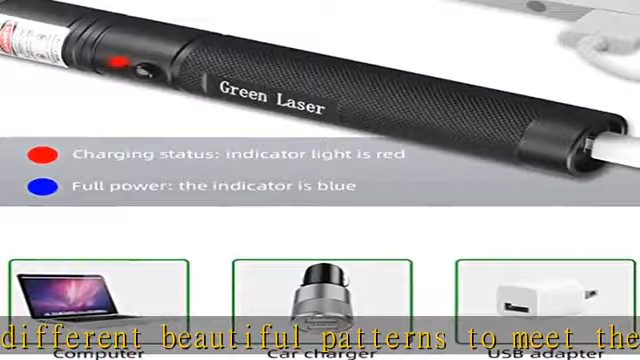 Green Laser
Charging status: indicator light is red
Full power: the indicator is blue
different beautiful patterns to meet the
Computer
Car charger
USB adapter